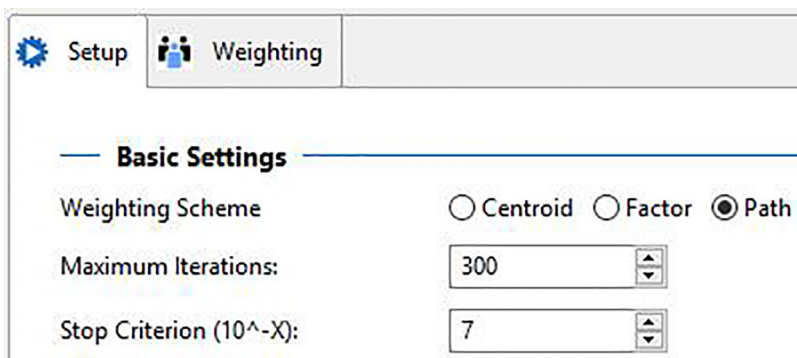 Setup Weighting
Basic Settings
Weighting Scheme Centroid Factor Path
Maximum Iterations: 300
Stop Criterion (10^-X): 7